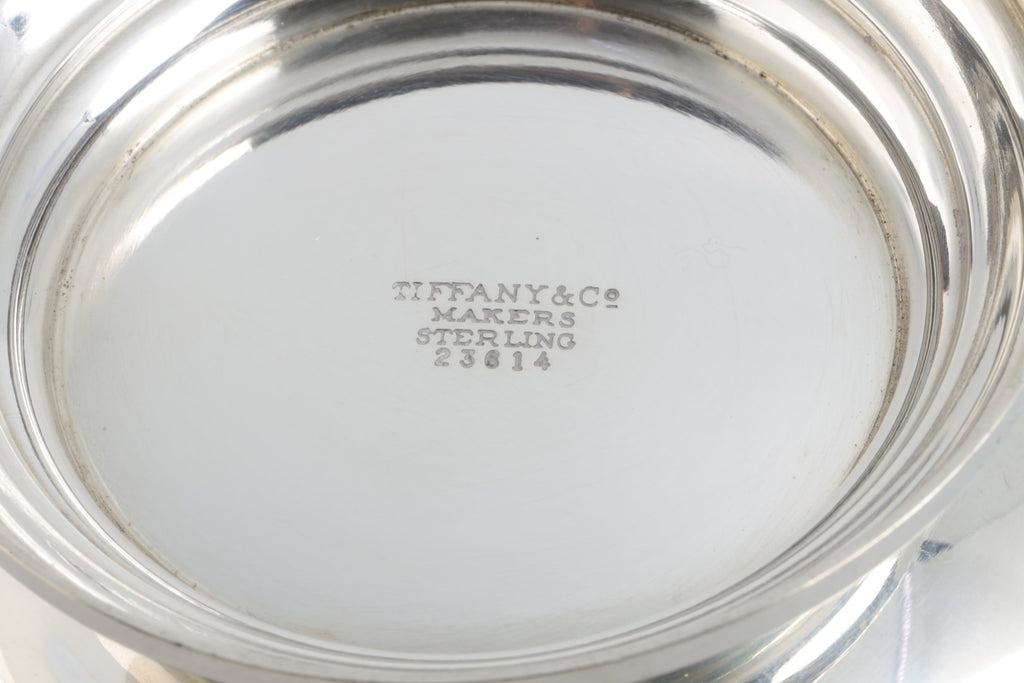 TIFFANY & Co
MAKERS
STERLING
23614